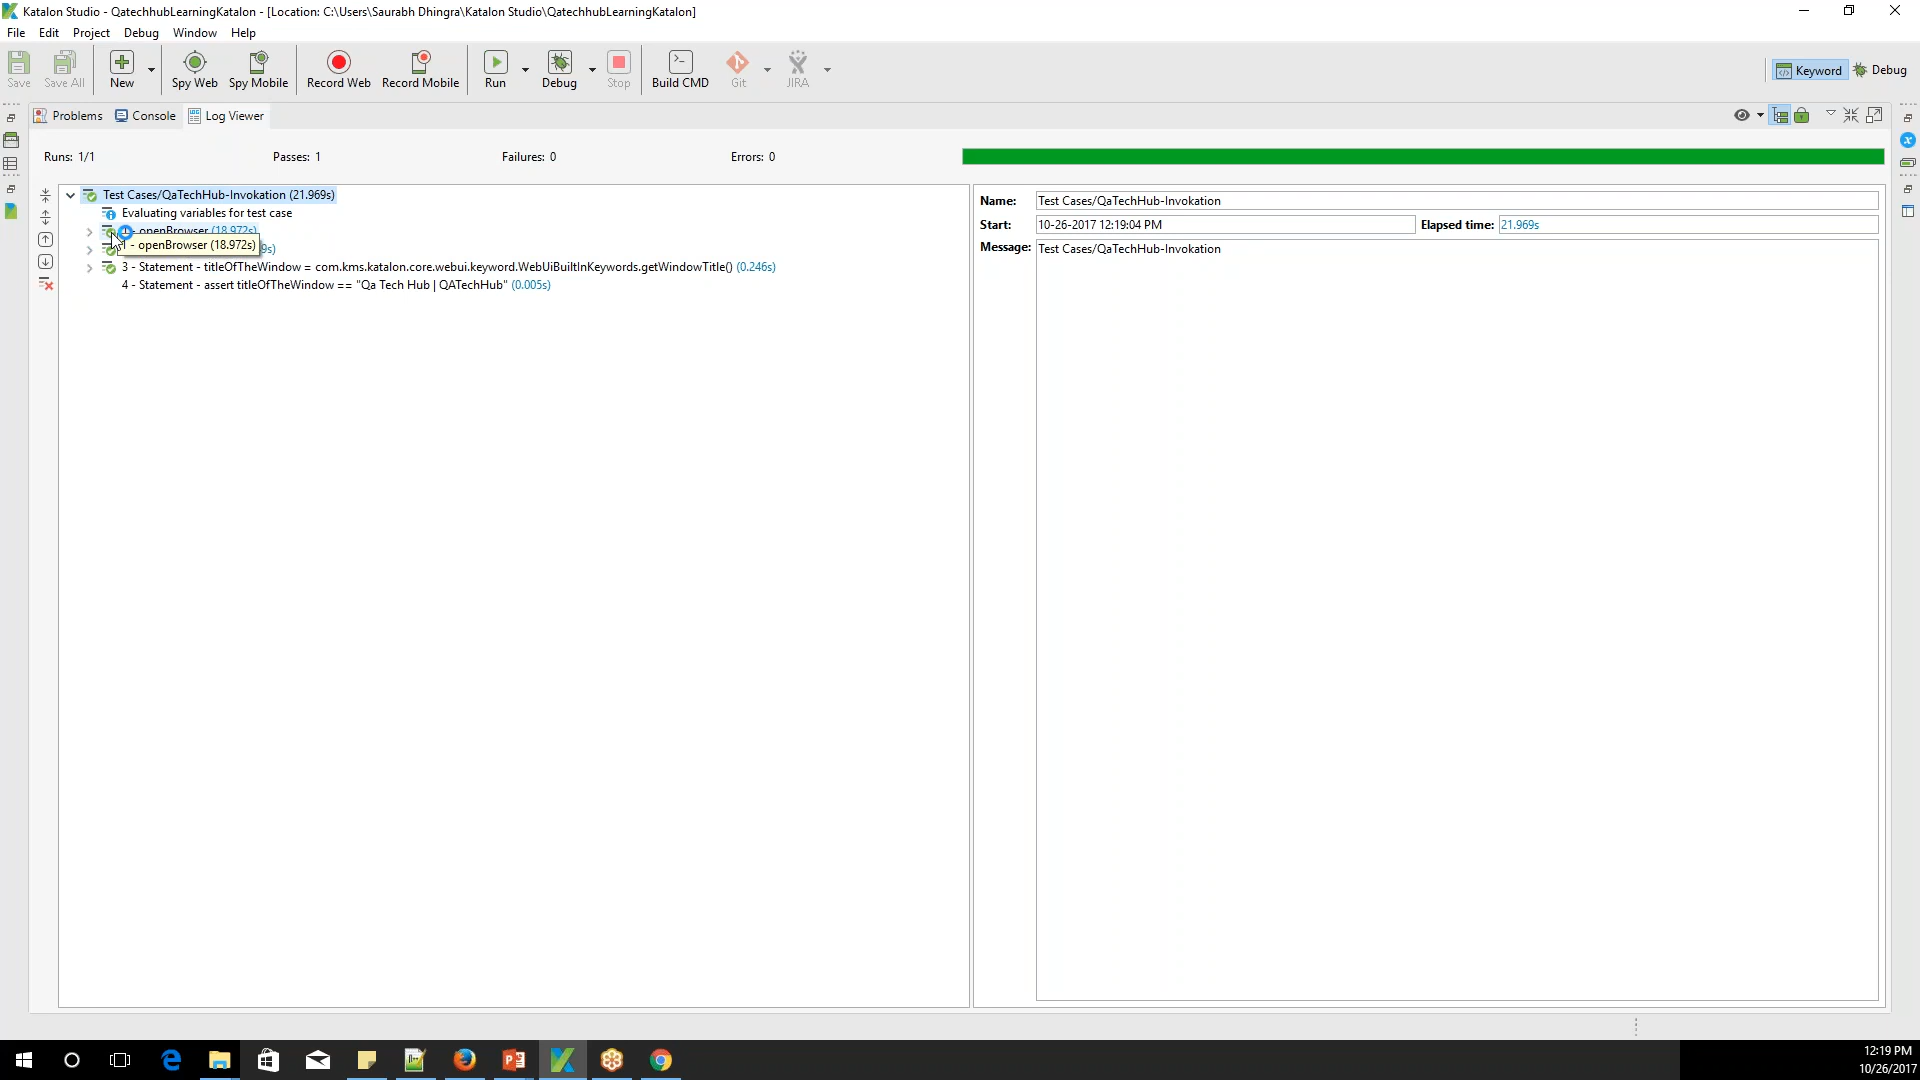 Katalon Studio - QatechhubLearningKatalon - [Location: C:\Users\Saurabh Dhingra\Katalon Studio\QatechhubLearningKatalon]
File Edit Project Debug Window Help
Save Save All New Spy Web Spy Mobile Record Web Record Mobile Run Debug Stop Build CMD Git JIRA Keyword Debug
Problems Console Log Viewer
Runs: 1/1 Passes: 1 Failures: 0 Errors: 0
Test Cases/QaTechHub-Invokation (21.969s)
Evaluating variables for test case
- openBrowser (18.972s)
- openBrowser (18.972s) 9s)
3 - Statement - titleOfTheWindow = com.kms.katalon.core.webui.keyword.WebUiBuiltInKeywords.getWindowTitle() (0.246s)
4 - Statement - assert titleOfTheWindow == "Qa Tech Hub | QATechHub" (0.005s)
Name: Test Cases/QaTechHub-Invokation
Start: 10-26-2017 12:19:04 PM Elapsed time: 21.969s
Message: Test Cases/QaTechHub-Invokation
12:19 PM
10/26/2017